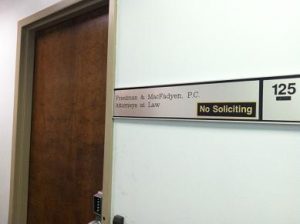 Friedman & MacFadyen, P.C.
Attorneys at Law
No Soliciting
125